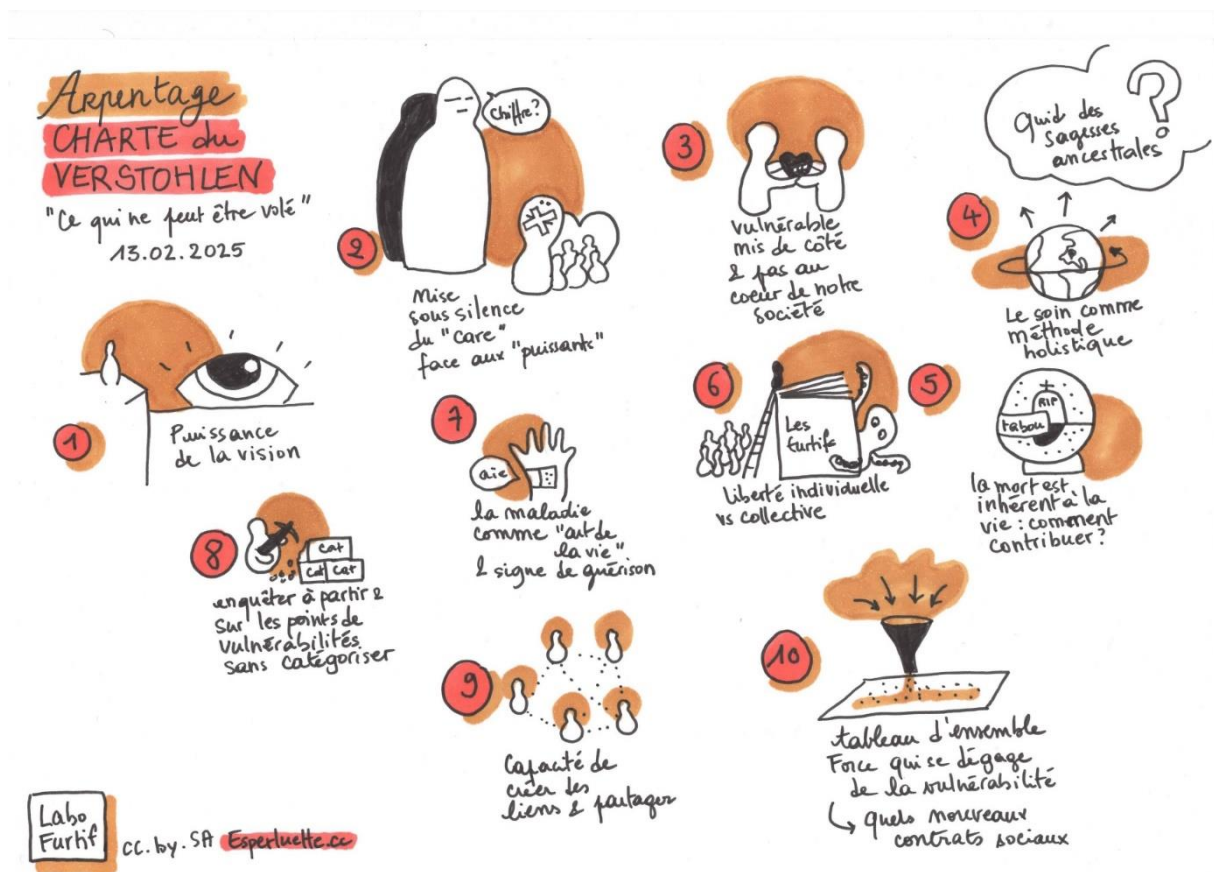 Arpentage
CHARTE du
VERSTOHLEN
"Ce qui ne peut être volé"
13.02.2025
1
Puissance
de la vision
2
Chiffre?
Mise
sous silence
du "care"
face aux "puissants"
3
vulnérable
mis de côté
& pas au
coeur de notre
société
Quid des
sagesses
ancestrales
?
4
Le soin comme
méthode
holistique
5
RIP
tabou
la mort est
inhérent à la
vie : comment
contribuer?
6
Les
furtifs
liberté individuelle
vs collective
7
aïe
la maladie
comme "art de
la vie"
& signe de guérison
8
cat
cat cat
enquêter à partir &
sur les points de
vulnérabilités
sans catégoriser
9
Capacité de
créer des
liens & partager
10
tableau d'ensemble
Force qui se dégage
de la vulnérabilité
↳ quels nouveaux
contrats sociaux
Labo
Furtif
cc. by. SA Esperluette.cc